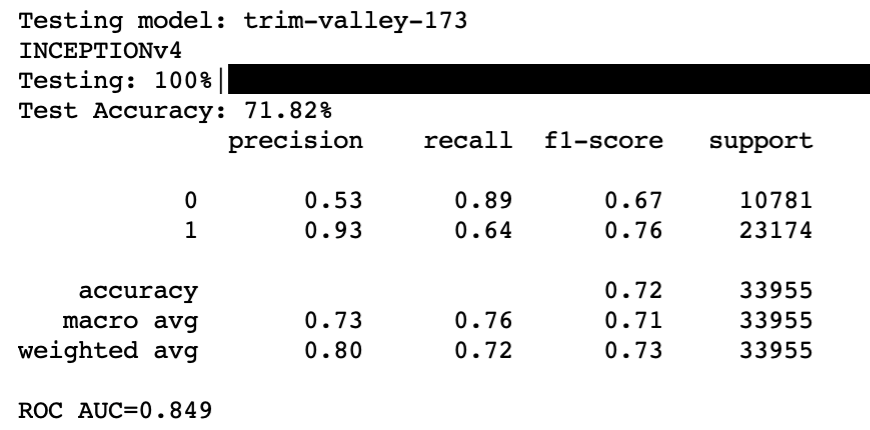 Testing model: trim-valley-173
INCEPTIONv4
Testing: 100%|
Test Accuracy: 71.82%
precision recall f1-score support
0 0.53 0.89 0.67 10781
1 0.93 0.64 0.76 23174
accuracy 0.72 33955
macro avg 0.73 0.76 0.71 33955
weighted avg 0.80 0.72 0.73 33955
ROC AUC=0.849